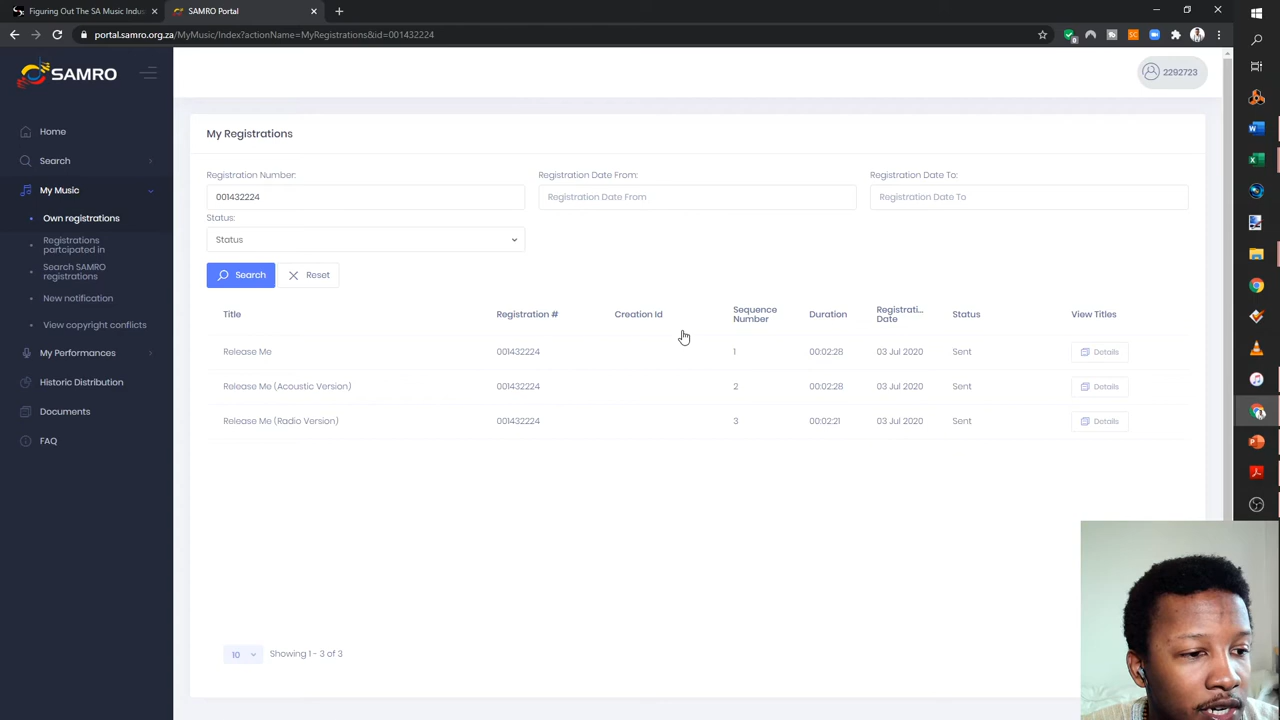 Figuring Out The SA Music Indus
SAMRO Portal
portal.samro.org.za/MyMusic/Index?actionName=MyRegistrations&id=001432224
SAMRO
2292723
Home
Search
My Music
Own registrations
Registrations
partcipated in
Search SAMRO
registrations
New notification
View copyright conflicts
My Performances
Historic Distribution
Documents
FAQ
My Registrations
Registration Number:
Registration Date From:
Registration Date To:
001432224
Registration Date From
Registration Date To
Status:
Status
Search
Reset
Title
Registration #
Creation Id
Sequence
Number
Duration
Registrati...
Date
Status
View Titles
Release Me
001432224
1
00:02:28
03 Jul 2020
Sent
Details
Release Me (Acoustic Version)
001432224
2
00:02:28
03 Jul 2020
Sent
Details
Release Me (Radio Version)
001432224
3
00:02:21
03 Jul 2020
Sent
Details
10
Showing 1 - 3 of 3